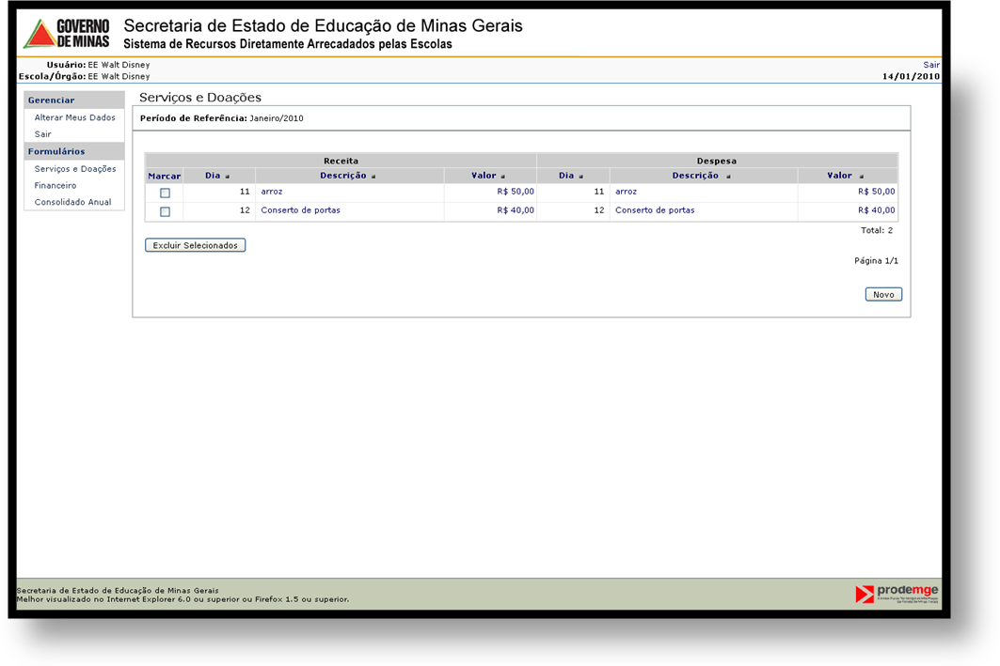 GOVERNO
DE MINAS
Secretaria de Estado de Educação de Minas Gerais
Sistema de Recursos Diretamente Arrecadados pelas Escolas
Usuário: EE Walt Disney
Sair
Escola/Órgão: EE Walt Disney
14/01/2010
Gerenciar
Alterar Meus Dados
Sair
Formulários
Serviços e Doações
Financeiro
Consolidado Anual
Serviços e Doações
Período de Referência: Janeiro/2010
Receita Despesa
Marcar Dia Descrição Valor Dia Descrição Valor
11 arroz R$ 50,00 11 arroz R$ 50,00
12 Conserto de portas R$ 40,00 12 Conserto de portas R$ 40,00
Total: 2
Excluir Selecionados
Página 1/1
Novo
Secretaria de Estado de Educação de Minas Gerais
Melhor visualizado no Internet Explorer 6.0 ou superior ou Firefox 1.5 ou superior.
prodemge